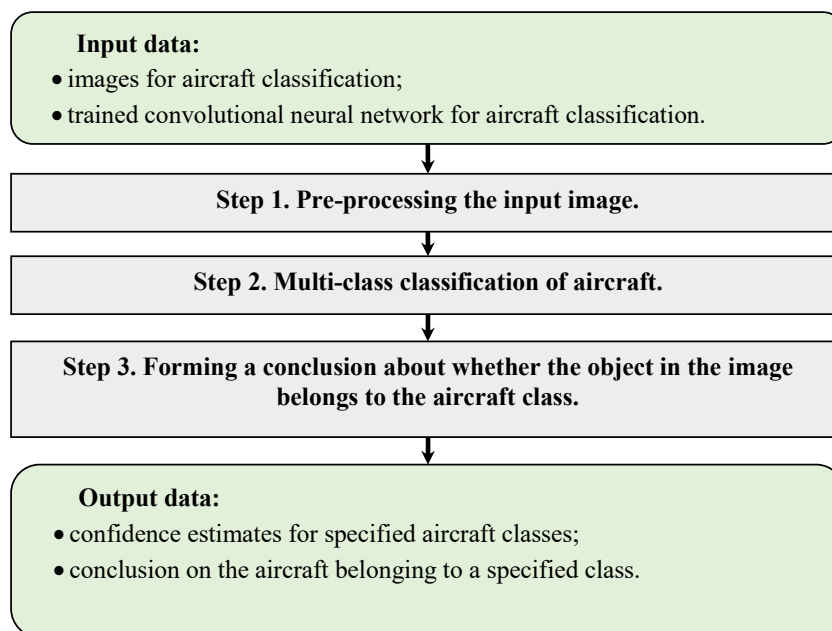 Input data:
• images for aircraft classification;
• trained convolutional neural network for aircraft classification.
Step 1. Pre-processing the input image.
Step 2. Multi-class classification of aircraft.
Step 3. Forming a conclusion about whether the object in the image
belongs to the aircraft class.
Output data:
• confidence estimates for specified aircraft classes;
• conclusion on the aircraft belonging to a specified class.